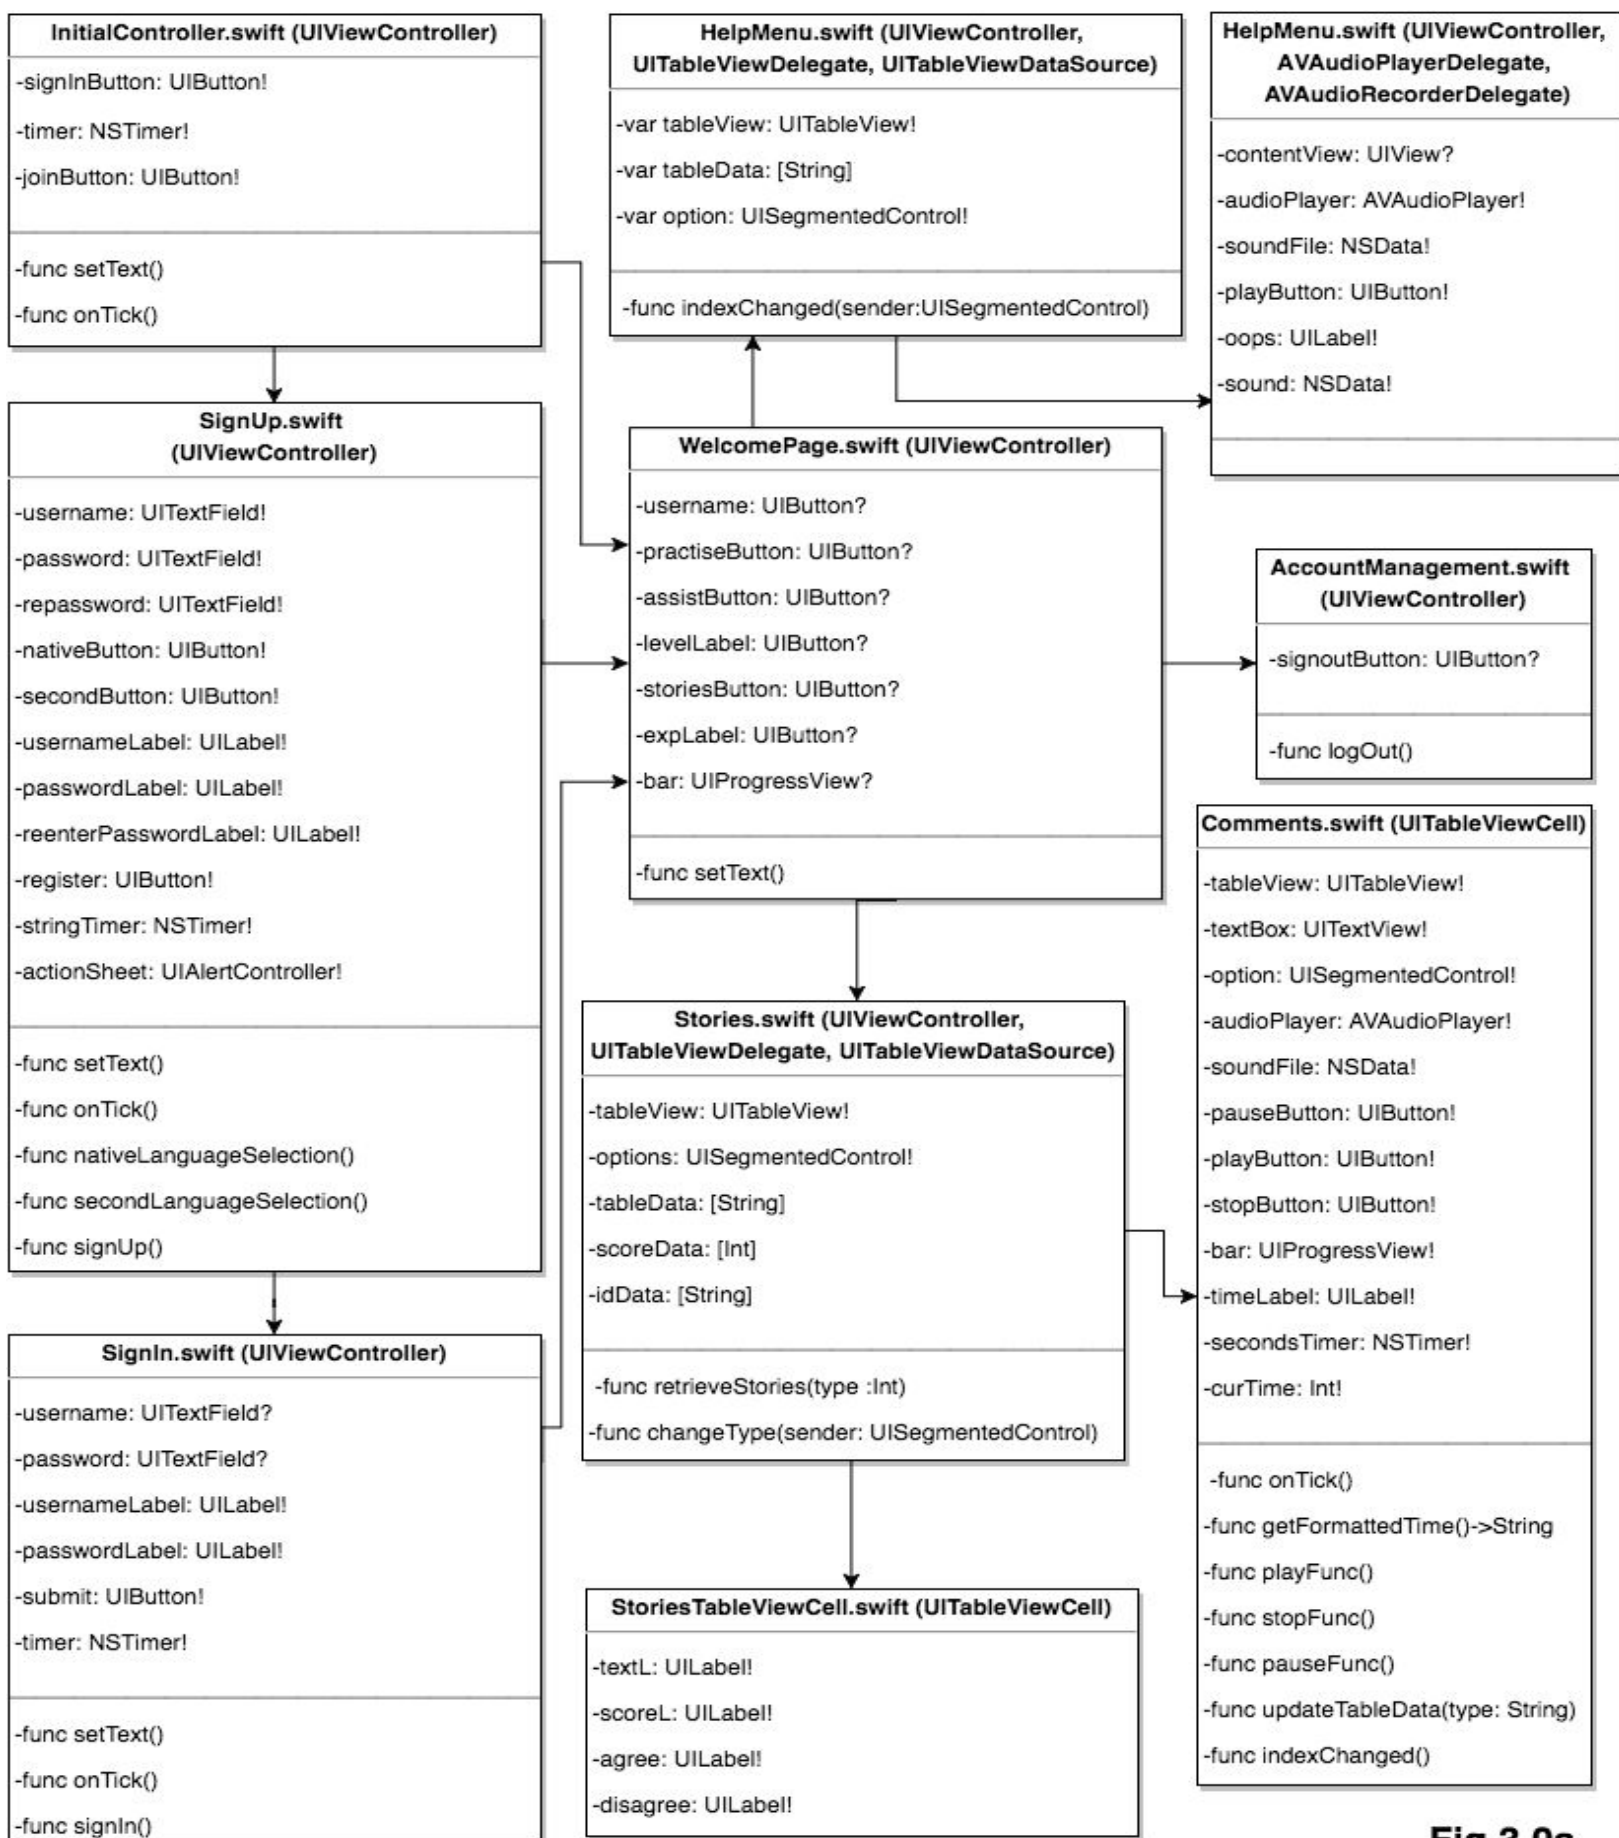 InitialController.swift (UIViewController)
-signInButton: UIButton!
-timer: NSTimer!
-joinButton: UIButton!
-func setText()
-func onTick()
HelpMenu.swift (UIViewController,
UITableViewDelegate, UITableViewDataSource)
-var tableView: UITableView!
-var tableData: [String]
-var option: UISegmentedControl!
-func indexChanged(sender:UISegmentedControl)
HelpMenu.swift (UIViewController,
AVAudioPlayerDelegate,
AVAudioRecorderDelegate)
-contentView: UIView?
-audioPlayer: AVAudioPlayer!
-soundFile: NSData!
-playButton: UIButton!
-oops: UILabel!
-sound: NSData!
SignUp.swift
(UIViewController)
-username: UITextField!
-password: UITextField!
-repassword: UITextField!
-nativeButton: UIButton!
-secondButton: UIButton!
-usernameLabel: UILabel!
-passwordLabel: UILabel!
-reenterPasswordLabel: UILabel!
-register: UIButton!
-stringTimer: NSTimer!
-actionSheet: UIAlertController!
-func setText()
-func onTick()
-func nativeLanguageSelection()
-func secondLanguageSelection()
-func signUp()
WelcomePage.swift (UIViewController)
-username: UIButton?
-practiseButton: UIButton?
-assistButton: UIButton?
-levelLabel: UIButton?
-storiesButton: UIButton?
-expLabel: UIButton?
-bar: UIProgressView?
-func setText()
AccountManagement.swift
(UIViewController)
-signoutButton: UIButton?
-func logOut()
Comments.swift (UITableViewCell)
-tableView: UITableView!
-textBox: UITextView!
-option: UISegmentedControl!
-audioPlayer: AVAudioPlayer!
-soundFile: NSData!
-pauseButton: UIButton!
-playButton: UIButton!
-stopButton: UIButton!
-bar: UIProgressView!
-timeLabel: UILabel!
-secondsTimer: NSTimer!
-curTime: Int!
-func onTick()
-func getFormattedTime()->String
-func playFunc()
-func stopFunc()
-func pauseFunc()
-func updateTableData(type: String)
-func indexChanged()
Stories.swift (UIViewController,
UITableViewDelegate, UITableViewDataSource)
-tableView: UITableView!
-options: UISegmentedControl!
-tableData: [String]
-scoreData: [Int]
-idData: [String]
-func retrieveStories(type :Int)
-func changeType(sender: UISegmentedControl)
SignIn.swift (UIViewController)
-username: UITextField?
-password: UITextField?
-usernameLabel: UILabel!
-passwordLabel: UILabel!
-submit: UIButton!
-timer: NSTimer!
-func setText()
-func onTick()
-func signIn()
StoriesTableViewCell.swift (UITableViewCell)
-textL: UILabel!
-scoreL: UILabel!
-agree: UILabel!
-disagree: UILabel!